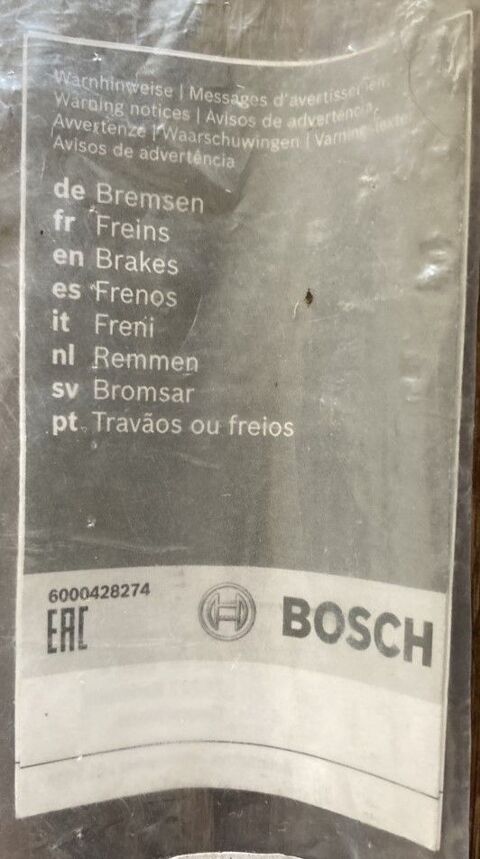 Warnhinweise | Messages d'avertissement
Warning notices | Avisos de advertencia
Avvertenze | Waarschuwingen | Varningstexter
Avisos de advertência
de Bremsen
fr Freins
en Brakes
es Frenos
it Freni
nl Remmen
sv Bromsar
pt Travãos ou freios
6000428274
EAC
BOSCH